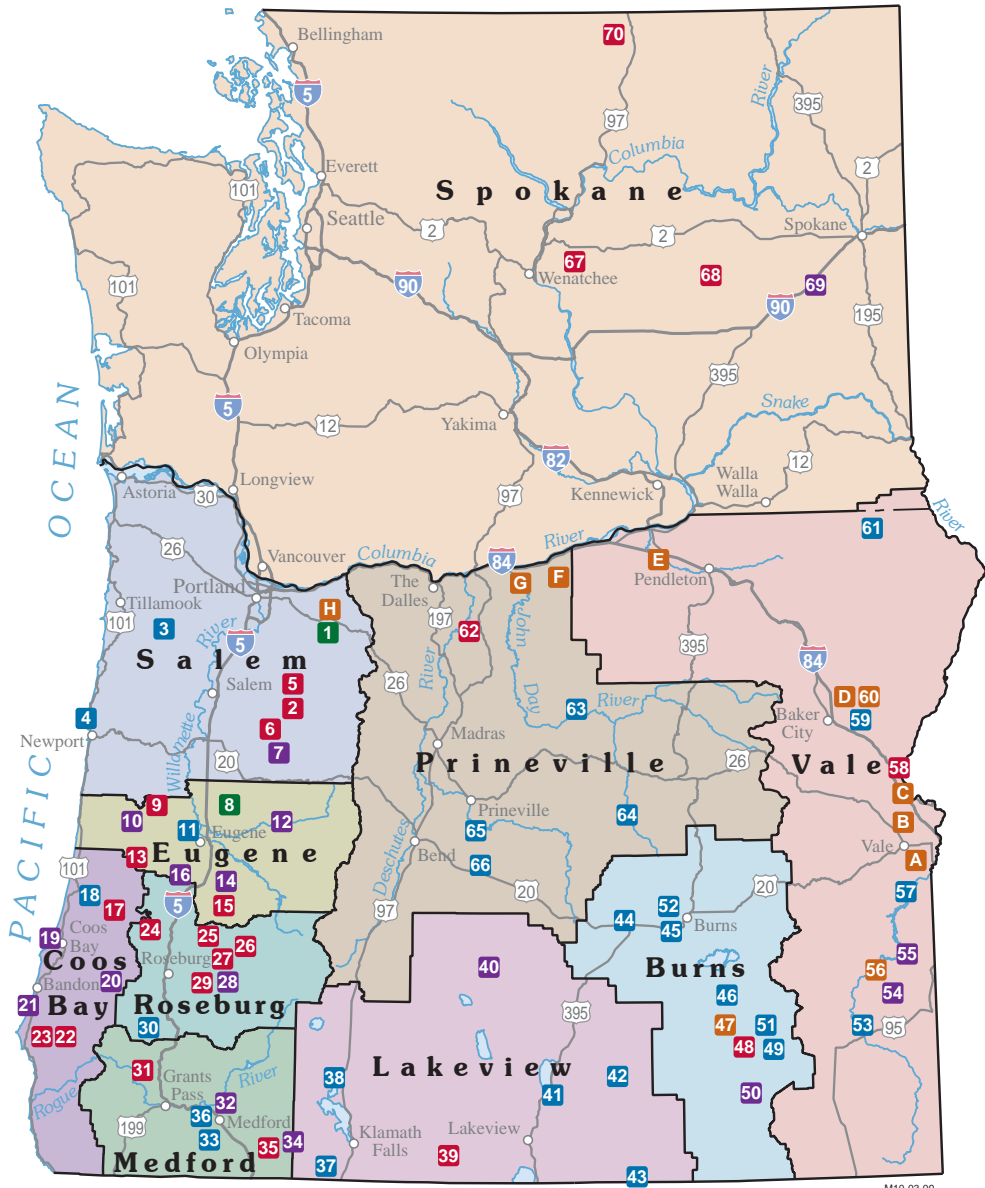 Bellingham
70
5
River
395
97
Columbia
2
Everett
101
Spokane
Seattle
2
2
Spokane
67
Wenatchee
68
69
90
101
90
195
Tacoma
Olympia
395
5
Snake
12
Yakima
OCEAN
82
Walla
Walla
12
Kennewick
Astoria
30
Longview
97
River
61
26
Vancouver
Columbia
River
84
E
Pendleton
Portland
The
Dalles
G
F
Tillamook
H
101
3
River
1
197
62
John
5
395
Salem
84
5
Salem
26
River
Day
River
D
60
2
63
Baker
City
59
4
6
Newport
7
Madras
Willamette
20
Prineville
26
Vale
58
C
9
8
Prineville
10
11
Eugene
12
64
B
65
Vale
13
Eugene
Bend
66
A
PACIFIC
101
16
14
Deschutes
20
20
57
18
17
5
15
52
97
44
Burns
24
25
45
19
Coos
Bay
26
55
Roseburg
27
Coos
40
Burns
56
Bandon
20
29
28
54
21
Bay
Roseburg
46
395
23
22
30
47
51
53
95
48
49
Lakeview
31
Grants
Pass
River
38
42
41
50
Rogue
32
36
199
Medford
33
35
34
Klamath
Falls
Lakeview
39
Medford
37
43